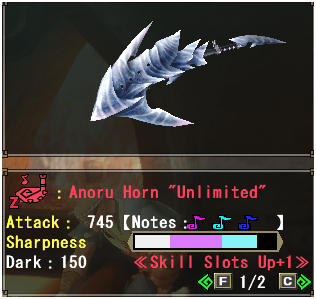 Z : Anoru Horn "Unlimited"
Attack : 745 【Notes : 】
Sharpness
Dark : 150 ≪Skill Slots Up+1≫
F 1/2 C